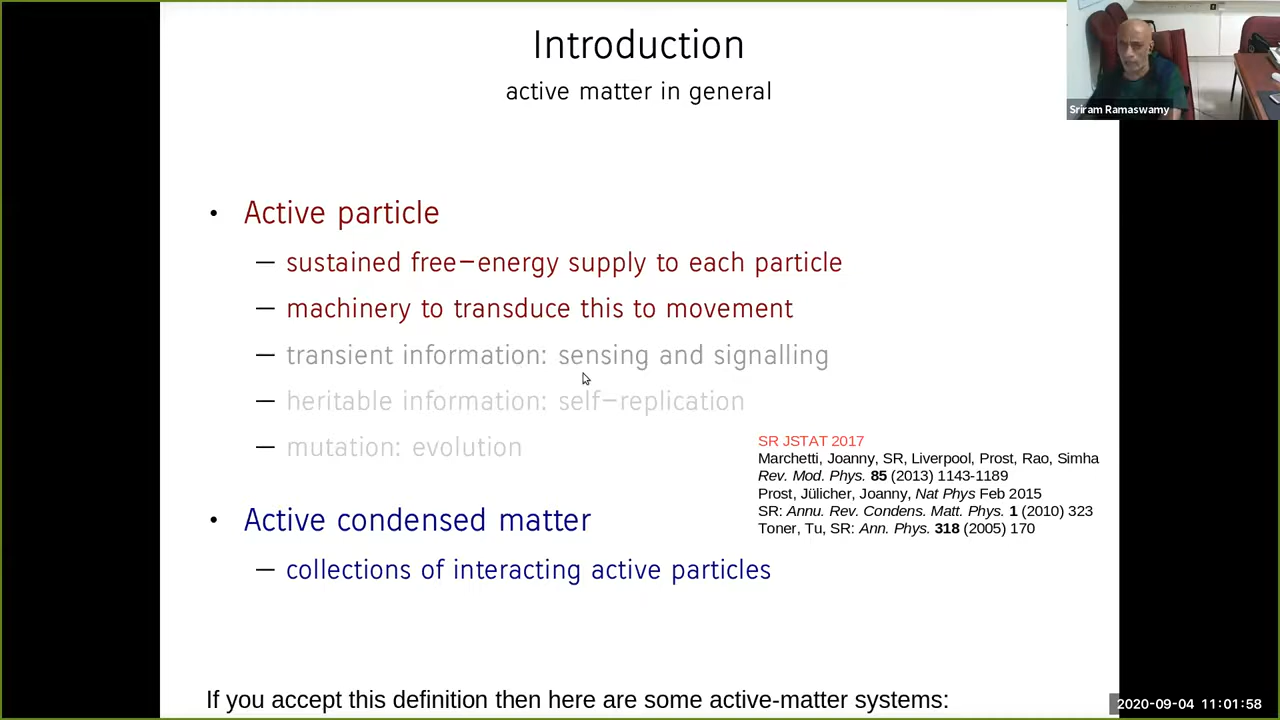 Introduction
active matter in general
Sriram Ramaswamy
• Active particle
– sustained free–energy supply to each particle
– machinery to transduce this to movement
– transient information: sensing and signalling
– heritable information: self–replication
– mutation: evolution
SR JSTAT 2017
Marchetti, Joanny, SR, Liverpool, Prost, Rao, Simha
Rev. Mod. Phys. 85 (2013) 1143-1189
Prost, Jülicher, Joanny, Nat Phys Feb 2015
SR: Annu. Rev. Condens. Matt. Phys. 1 (2010) 323
Toner, Tu, SR: Ann. Phys. 318 (2005) 170
• Active condensed matter
– collections of interacting active particles
If you accept this definition then here are some active-matter systems:
2020-09-04 11:01:58